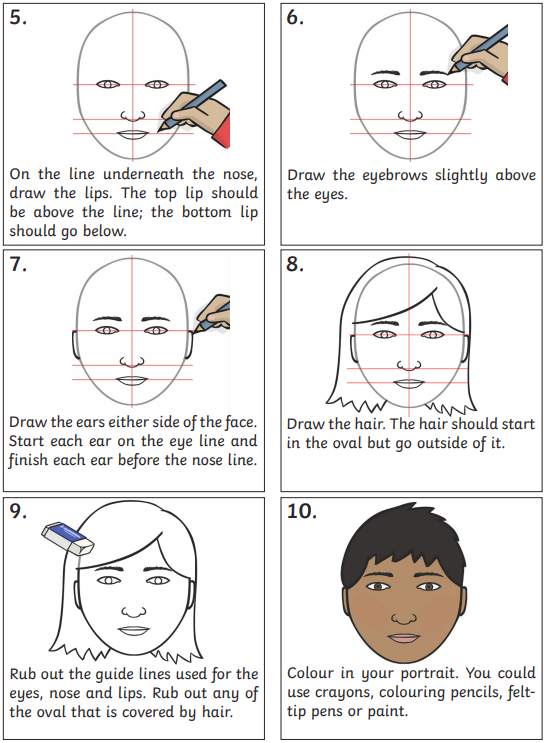 5.
On the line underneath the nose,
draw the lips. The top lip should
be above the line; the bottom lip
should go below.
6.
Draw the eyebrows slightly above
the eyes.
7.
Draw the ears either side of the face.
Start each ear on the eye line and
finish each ear before the nose line.
8.
Draw the hair. The hair should start
in the oval but go outside of it.
9.
Rub out the guide lines used for the
eyes, nose and lips. Rub out any of
the oval that is covered by hair.
10.
Colour in your portrait. You could
use crayons, colouring pencils, felt-
tip pens or paint.